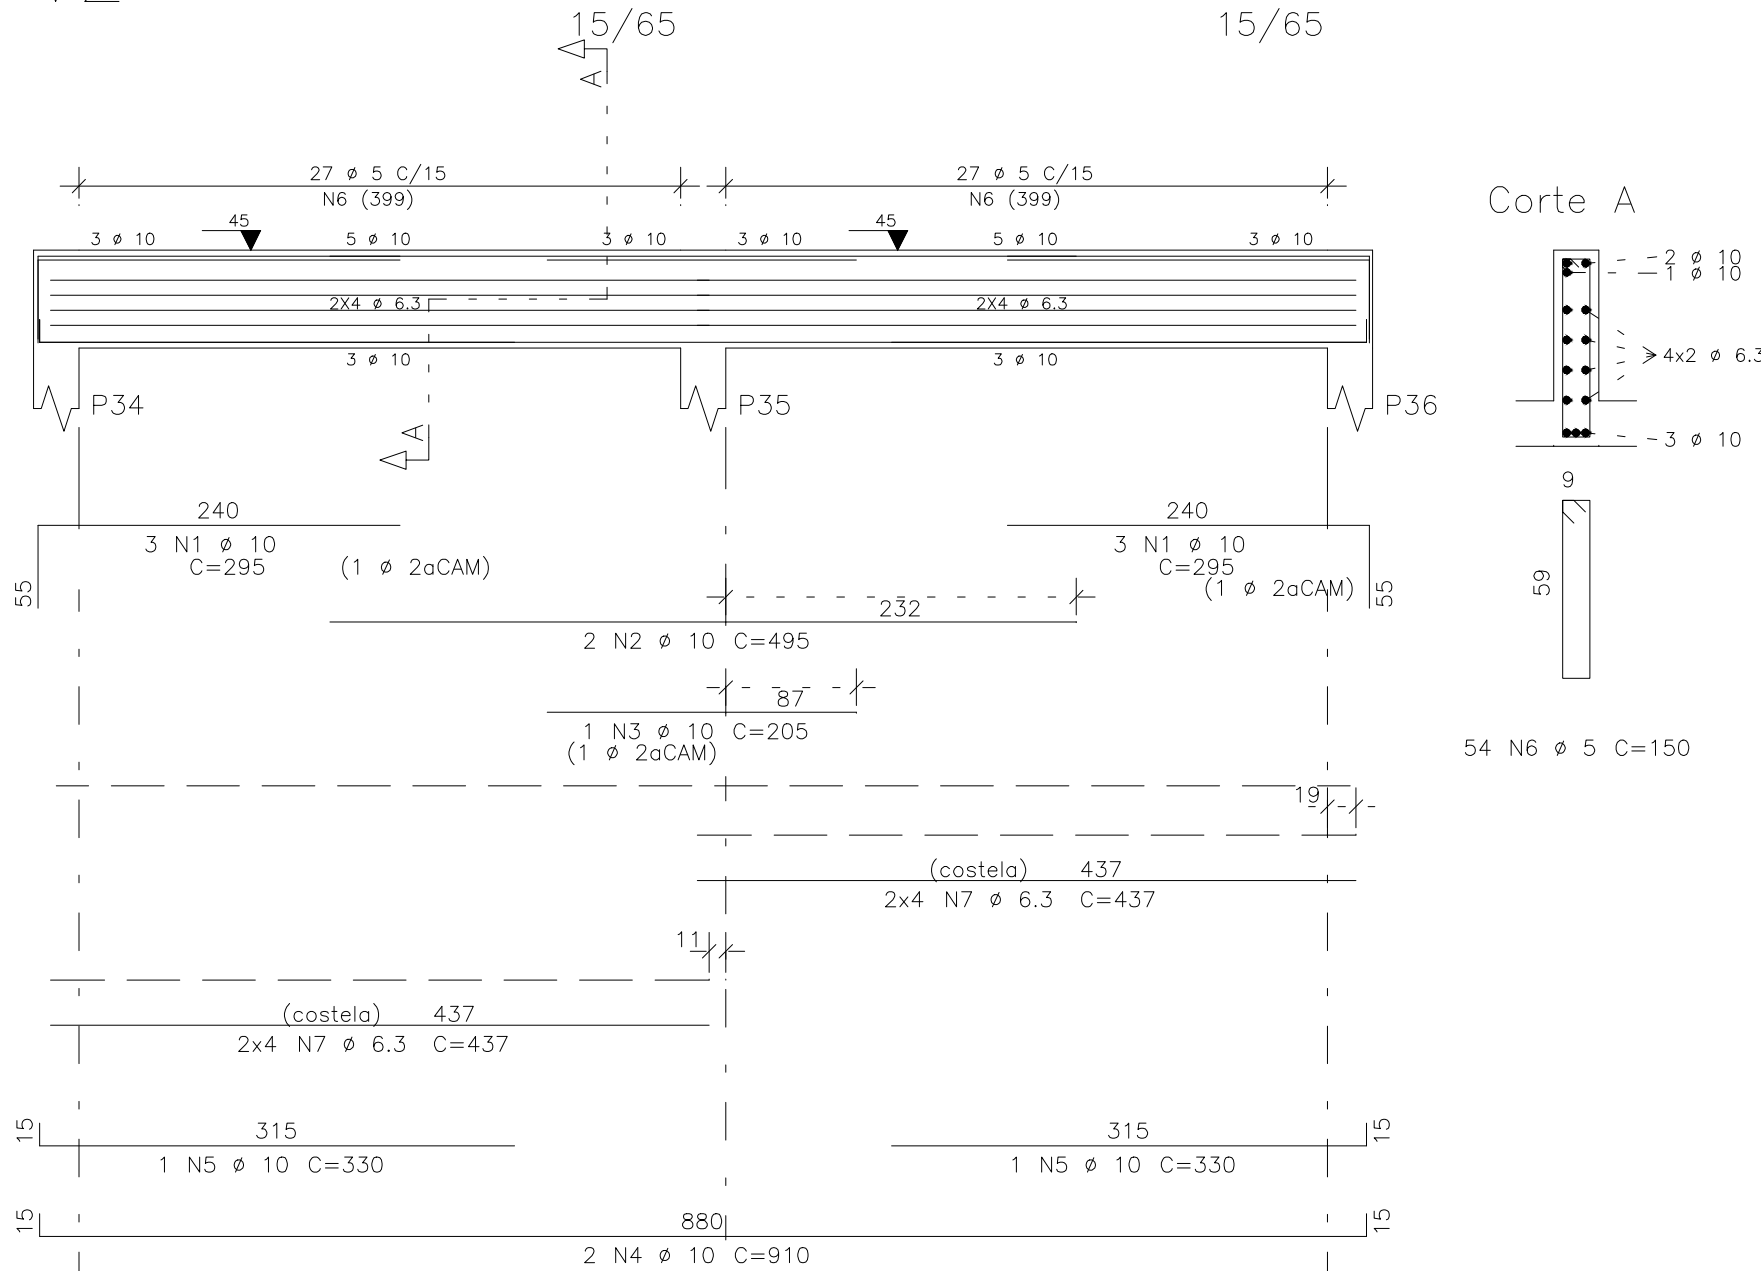 15/65 15/65
A
27 ø 5 C/15 27 ø 5 C/15
N6 (399) N6 (399)
Corte A
45 45
3 ø 10 5 ø 10 3 ø 10 3 ø 10 5 ø 10 3 ø 10
2 ø 10
1 ø 10
2X4 ø 6.3 2X4 ø 6.3
4x2 ø 6.3
3 ø 10 3 ø 10
P34 P35 P36
A
3 ø 10
9
240 240
3 N1 ø 10 3 N1 ø 10
C=295 (1 ø 2aCAM) C=295
(1 ø 2aCAM)
55 55
59
232
2 N2 ø 10 C=495
87
1 N3 ø 10 C=205
(1 ø 2aCAM)
54 N6 ø 5 C=150
19
(costela) 437
2x4 N7 ø 6.3 C=437
11
(costela) 437
2x4 N7 ø 6.3 C=437
15 315 315 15
1 N5 ø 10 C=330 1 N5 ø 10 C=330
15 880 15
2 N4 ø 10 C=910